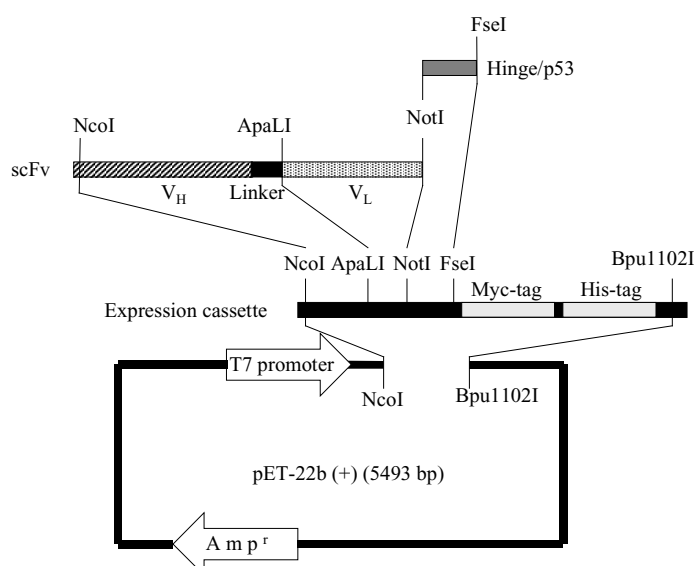 FseI
Hinge/p53
NcoI ApaLI NotI
scFv
VH Linker VL
NcoI ApaLI NotI FseI Bpu1102I
Myc-tag His-tag
Expression cassette
T7 promoter
NcoI Bpu1102I
pET-22b (+) (5493 bp)
A m p r